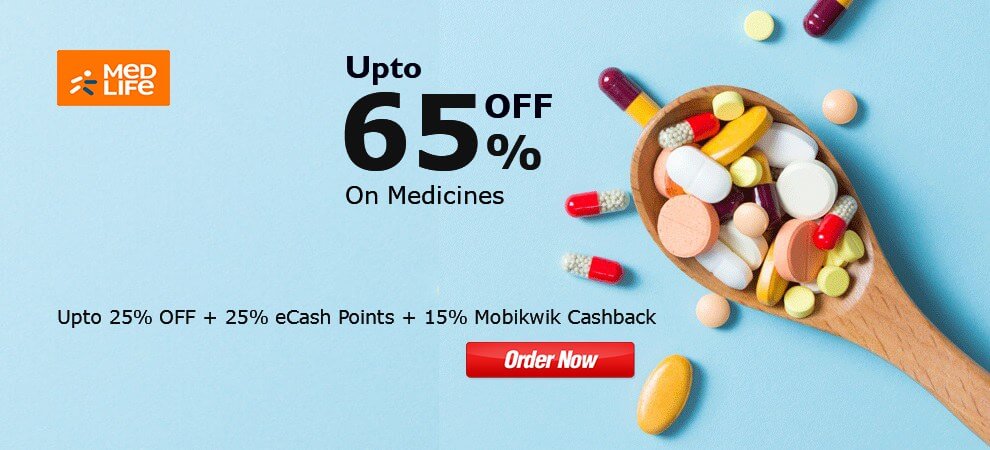 MED
LIFE
Upto
65% OFF
On Medicines
Upto 25% OFF + 25% eCash Points + 15% Mobikwik Cashback
Order Now